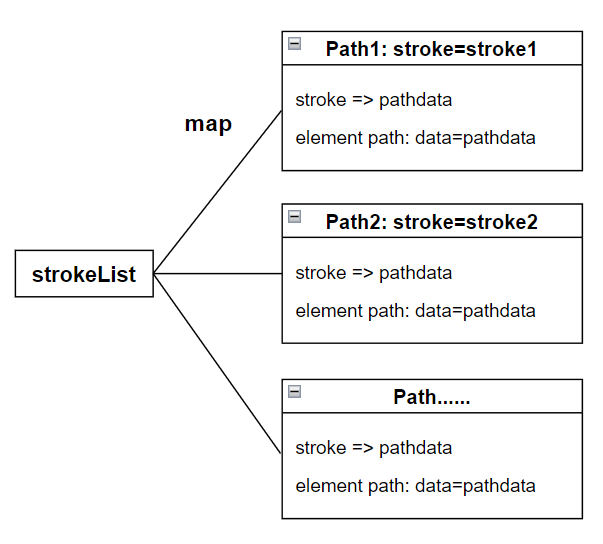 Path1: stroke=stroke1
stroke => pathdata
element path: data=pathdata
map
Path2: stroke=stroke2
stroke => pathdata
element path: data=pathdata
strokeList
Path......
stroke => pathdata
element path: data=pathdata